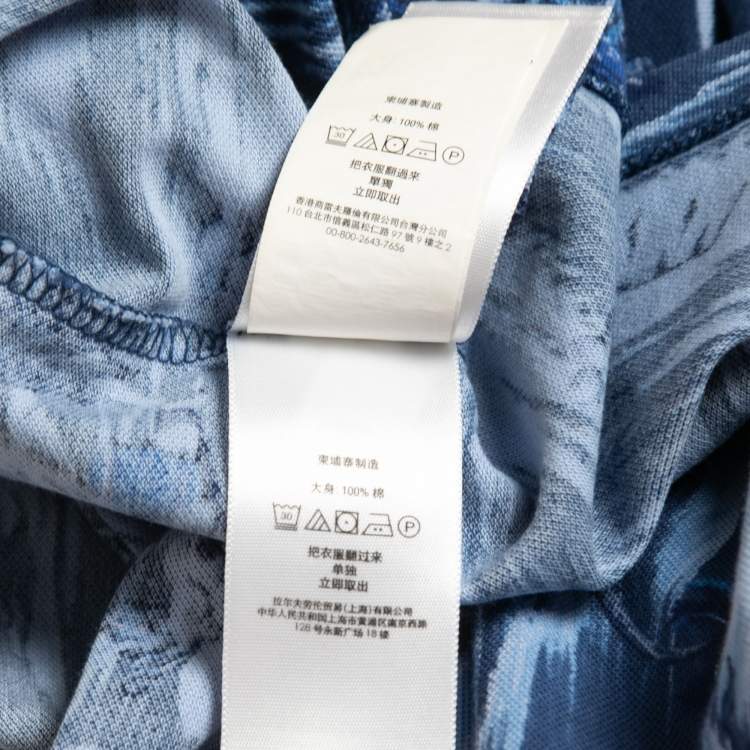 柬埔寨製造
大身: 100% 棉
30 P
把衣服翻過來
單獨
立即取出
香港商雷夫羅倫有限公司台灣分公司
110 台北市信義區松仁路 97 號 9 樓之 2
00-800-2643-7656
柬埔寨制造
大身: 100% 棉
30 P
把衣服翻过来
单独
立即取出
拉尔夫劳伦贸易(上海)有限公司
中华人民共和国上海市黄浦区南京西路
128 号永新广场 18 楼